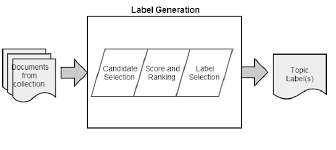 Label Generation
Documents
from
collection
Candidate
Selection
Score and
Ranking
Label
Selection
Topic
Label(s)